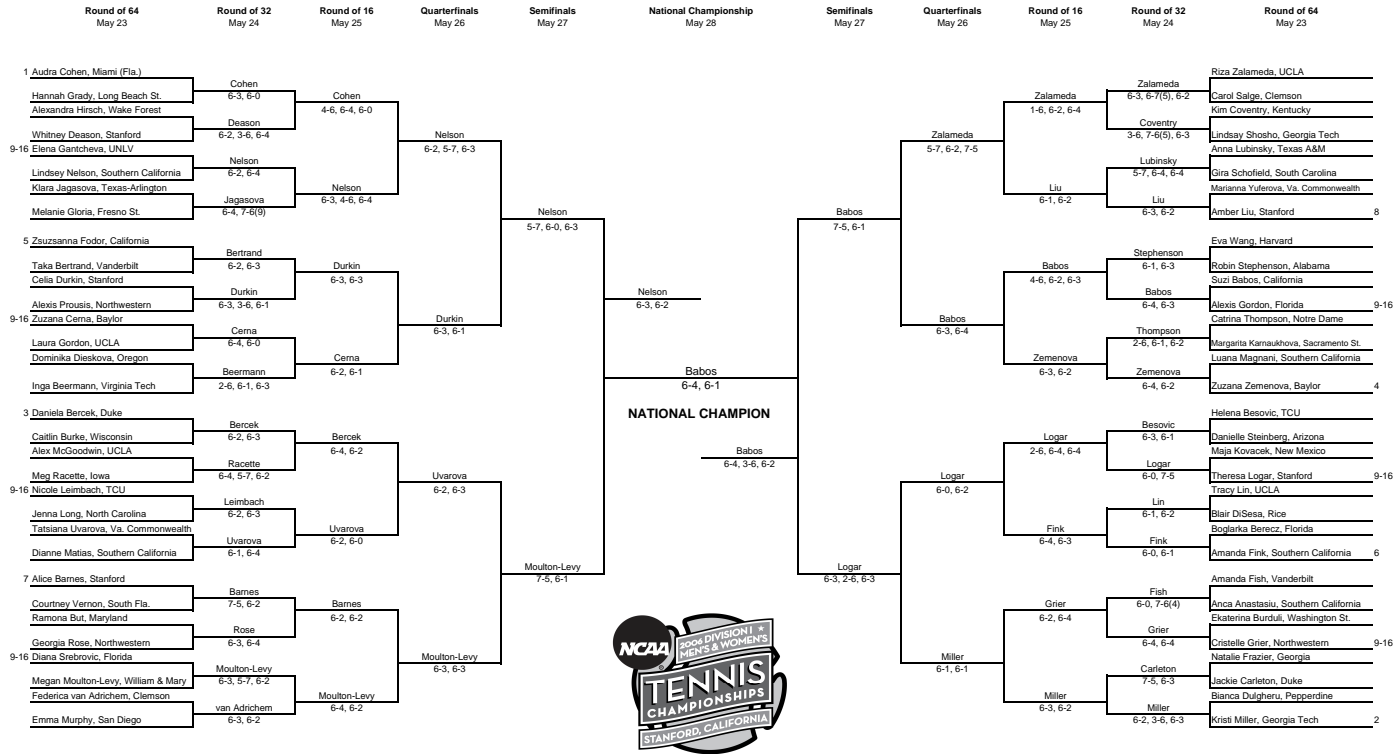 Round of 64 Round of 32 Round of 16 Quarterfinals Semifinals National Championship Semifinals Quarterfinals Round of 16 Round of 32 Round of 64
May 23 May 24 May 25 May 26 May 27 May 28 May 27 May 26 May 25 May 24 May 23
1 Audra Cohen, Miami (Fla.)
Cohen
Hannah Grady, Long Beach St.
6-3, 6-0
Cohen
Alexandra Hirsch, Wake Forest
4-6, 6-4, 6-0
Deason
Whitney Deason, Stanford
6-2, 3-6, 6-4
Nelson
6-2, 5-7, 6-3
9-16 Elena Gantcheva, UNLV
Nelson
Lindsey Nelson, Southern California
6-2, 6-4
Klara Jagasova, Texas-Arlington
Nelson
6-3, 4-6, 6-4
Jagasova
Melanie Gloria, Fresno St.
6-4, 7-6(9)
Nelson
5-7, 6-0, 6-3
5 Zsuzsanna Fodor, California
Bertrand
Taka Bertrand, Vanderbilt
6-2, 6-3
Durkin
Celia Durkin, Stanford
6-3, 6-3
Durkin
Alexis Prousis, Northwestern
6-3, 3-6, 6-1
9-16 Zuzana Cerna, Baylor
Durkin
6-3, 6-1
Cerna
Laura Gordon, UCLA
6-4, 6-0
Dominika Dieskova, Oregon
Cerna
6-2, 6-1
Beermann
Inga Beermann, Virginia Tech
2-6, 6-1, 6-3
3 Daniela Bercek, Duke
Bercek
Caitlin Burke, Wisconsin
6-2, 6-3
Bercek
Alex McGoodwin, UCLA
6-4, 6-2
Racette
Meg Racette, Iowa
6-4, 5-7, 6-2
Uvarova
6-2, 6-3
9-16 Nicole Leimbach, TCU
Leimbach
Jenna Long, North Carolina
6-2, 6-3
Tatsiana Uvarova, Va. Commonwealth
Uvarova
6-2, 6-0
Uvarova
Dianne Matias, Southern California
6-1, 6-4
Moulton-Levy
7-5, 6-1
7 Alice Barnes, Stanford
Barnes
Courtney Vernon, South Fla.
7-5, 6-2
Barnes
Ramona But, Maryland
6-2, 6-2
Rose
Georgia Rose, Northwestern
6-3, 6-4
9-16 Diana Srebrovic, Florida
Moulton-Levy
6-3, 6-3
Moulton-Levy
Megan Moulton-Levy, William & Mary
6-3, 5-7, 6-2
Federica van Adrichem, Clemson
Moulton-Levy
6-4, 6-2
van Adrichem
Emma Murphy, San Diego
6-3, 6-2
Nelson
6-3, 6-2
Babos
6-4, 6-1
NATIONAL CHAMPION
Babos
6-4, 3-6, 6-2
NCAA
2006 DIVISION I
MEN'S & WOMEN'S
TENNIS
CHAMPIONSHIPS
STANFORD, CALIFORNIA
Riza Zalameda, UCLA
Zalameda
6-3, 6-7(5), 6-2
Carol Salge, Clemson
Zalameda
1-6, 6-2, 6-4
Kim Coventry, Kentucky
Coventry
3-6, 7-6(5), 6-3
Lindsay Shosho, Georgia Tech
Zalameda
5-7, 6-2, 7-5
Anna Lubinsky, Texas A&M
Lubinsky
5-7, 6-4, 6-4
Gira Schofield, South Carolina
Liu
6-1, 6-2
Marianna Yuferova, Va. Commonwealth
Liu
6-3, 6-2
Amber Liu, Stanford 8
Babos
7-5, 6-1
Eva Wang, Harvard
Stephenson
6-1, 6-3
Robin Stephenson, Alabama
Babos
4-6, 6-2, 6-3
Suzi Babos, California
Babos
6-4, 6-3
Alexis Gordon, Florida 9-16
Babos
6-3, 6-4
Catrina Thompson, Notre Dame
Thompson
2-6, 6-1, 6-2
Margarita Karnaukhova, Sacramento St.
Zemenova
6-3, 6-2
Luana Magnani, Southern California
Zemenova
6-4, 6-2
Zuzana Zemenova, Baylor 4
Helena Besovic, TCU
Besovic
6-3, 6-1
Danielle Steinberg, Arizona
Logar
2-6, 6-4, 6-4
Maja Kovacek, New Mexico
Logar
6-0, 7-5
Theresa Logar, Stanford 9-16
Logar
6-0, 6-2
Tracy Lin, UCLA
Lin
6-1, 6-2
Blair DiSesa, Rice
Fink
6-4, 6-3
Boglarka Berecz, Florida
Fink
6-0, 6-1
Amanda Fink, Southern California 6
Logar
6-3, 2-6, 6-3
Amanda Fish, Vanderbilt
Fish
6-0, 7-6(4)
Anca Anastasiu, Southern California
Grier
6-2, 6-4
Ekaterina Burduli, Washington St.
Grier
6-4, 6-4
Cristelle Grier, Northwestern 9-16
Miller
6-1, 6-1
Natalie Frazier, Georgia
Carleton
7-5, 6-3
Jackie Carleton, Duke
Miller
6-3, 6-2
Bianca Dulgheru, Pepperdine
Miller
6-2, 3-6, 6-3
Kristi Miller, Georgia Tech 2